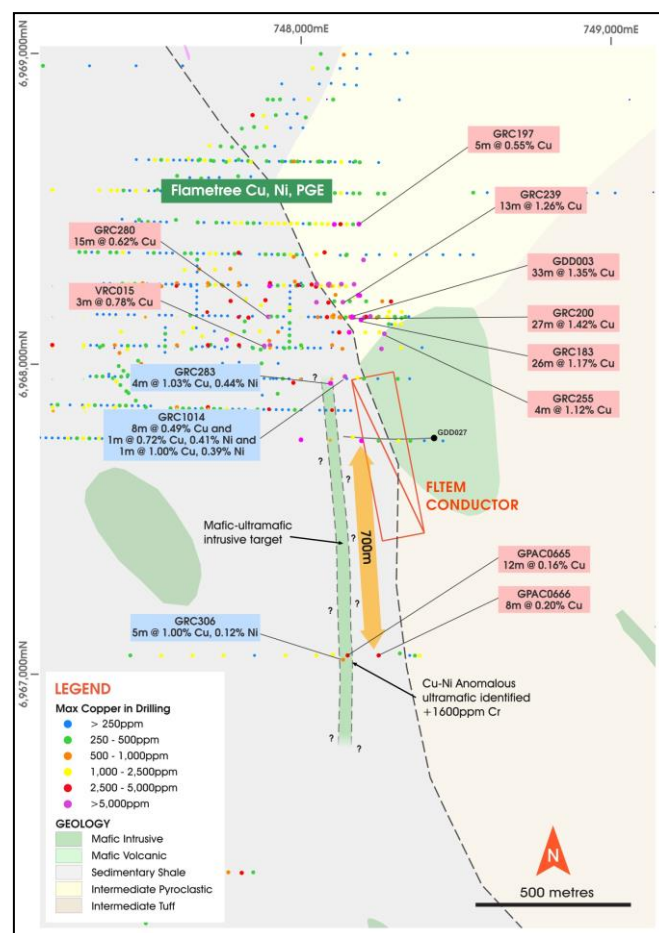 748,000mE
749,000mE
6,969,000mN
GRC197
5m @ 0.55% Cu
Flametree Cu, Ni, PGE
GRC239
13m @ 1.26% Cu
GRC280
15m @ 0.62% Cu
GDD003
33m @ 1.35% Cu
VRC015
3m @ 0.78% Cu
GRC200
27m @ 1.42% Cu
GRC183
26m @ 1.17% Cu
6,968,000mN
GRC283
4m @ 1.03% Cu, 0.44% Ni
?
GRC255
4m @ 1.12% Cu
GRC1014
8m @ 0.49% Cu and
1m @ 0.72% Cu, 0.41% Ni and
1m @ 1.00% Cu, 0.39% Ni
GDD027
?
?
?
FLTEM
CONDUCTOR
Mafic-ultramafic
intrusive target
700m
?
?
GPAC0665
12m @ 0.16% Cu
?
?
GPAC0666
8m @ 0.20% Cu
GRC306
5m @ 1.00% Cu, 0.12% Ni
6,967,000mN
Cu-Ni Anomalous
ultramafic identified
+1600ppm Cr
?
?
LEGEND
Max Copper in Drilling
> 250ppm
250 - 500ppm
500 - 1,000ppm
1,000 - 2,500ppm
2,500 - 5,000ppm
>5,000ppm
GEOLOGY
Mafic Intrusive
Mafic Volcanic
Sedimentary Shale
Intermediate Pyroclastic
Intermediate Tuff
N
500 metres